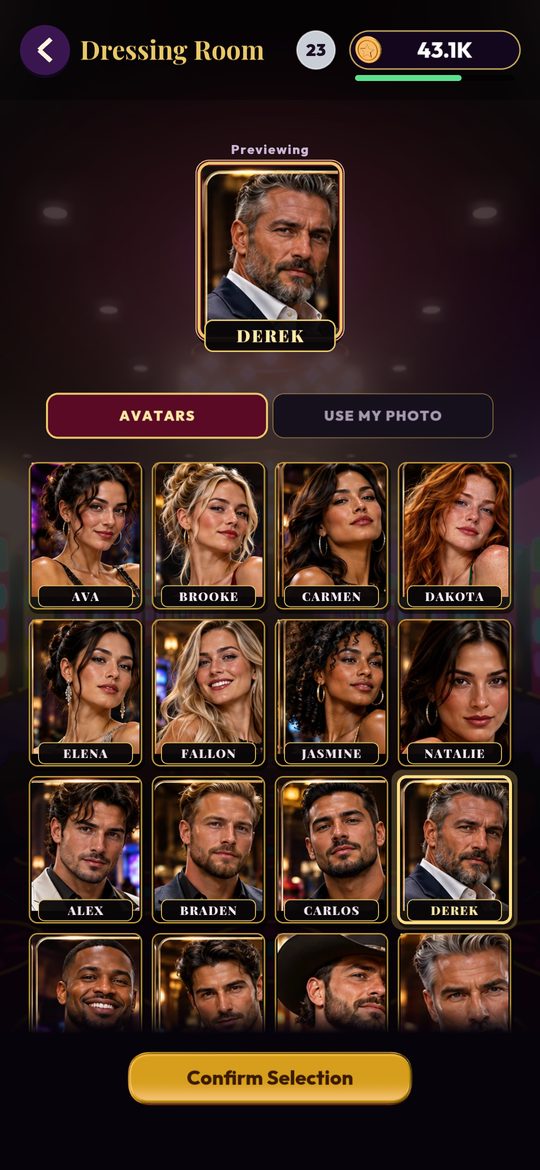 Dressing Room
23
43.1K
Previewing
DEREK
AVATARS
USE MY PHOTO
AVA
BROOKE
CARMEN
DAKOTA
ELENA
FALLON
JASMINE
NATALIE
ALEX
BRADEN
CARLOS
DEREK
Confirm Selection